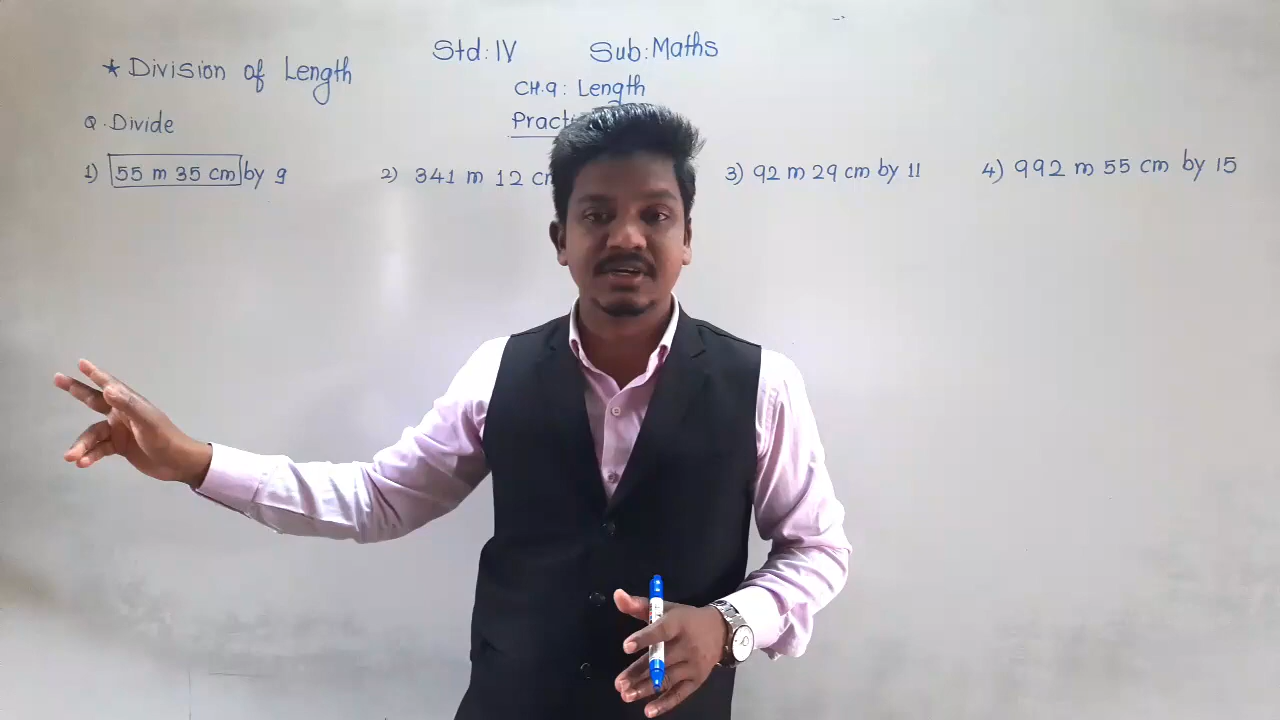 Std: IV Sub: Maths
* Division of Length
CH.9: Length
Q. Divide
1) 55 m 35 cm by 9 2) 341 m 12 3) 92 m 29 cm by 11 4) 992 m 55 cm by 15